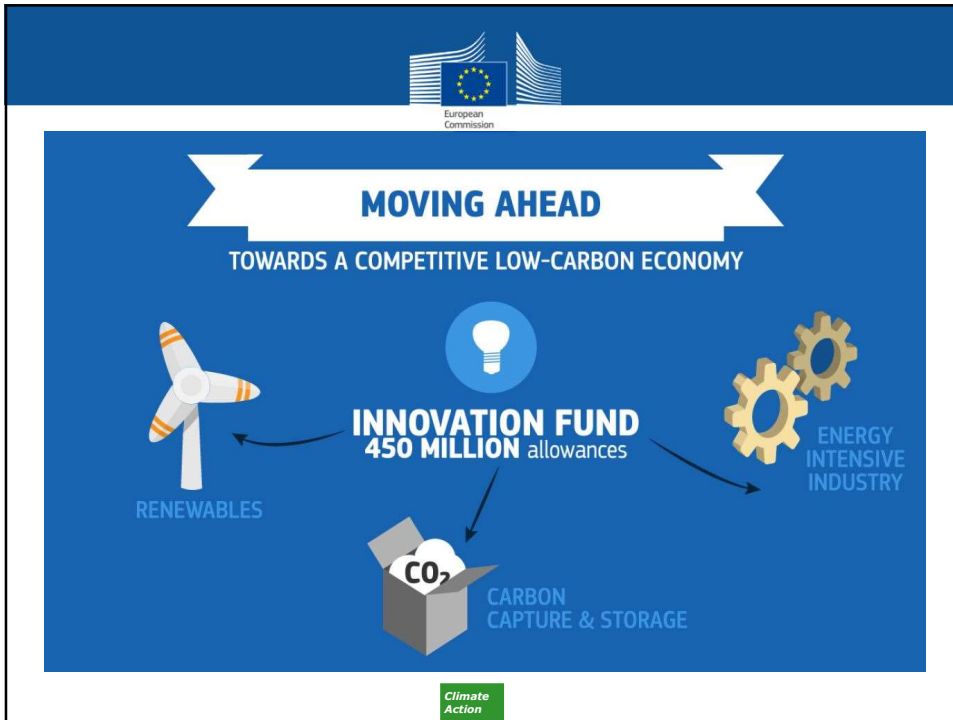 European
Commission
MOVING AHEAD
TOWARDS A COMPETITIVE LOW-CARBON ECONOMY
INNOVATION FUND
450 MILLION allowances
RENEWABLES
ENERGY
INTENSIVE
INDUSTRY
CO₂
CARBON
CAPTURE & STORAGE
Climate
Action